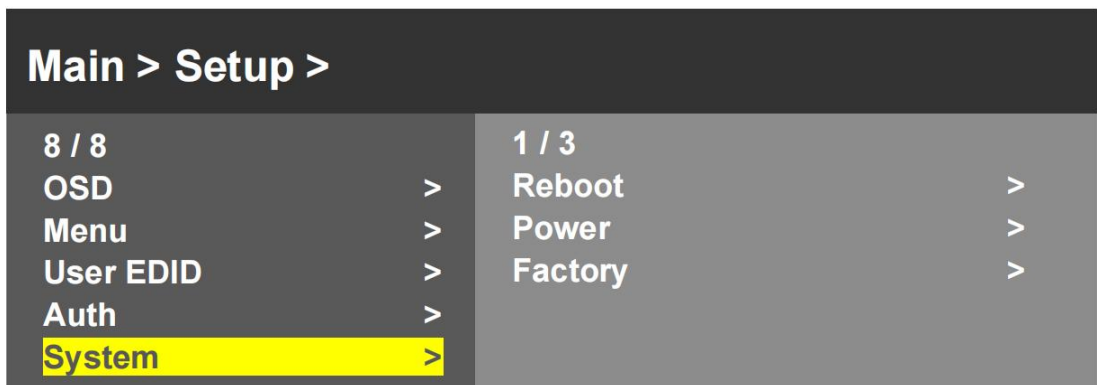 Main > Setup >
8 / 8
OSD >
Menu >
User EDID >
Auth >
System >
1 / 3
Reboot >
Power >
Factory >